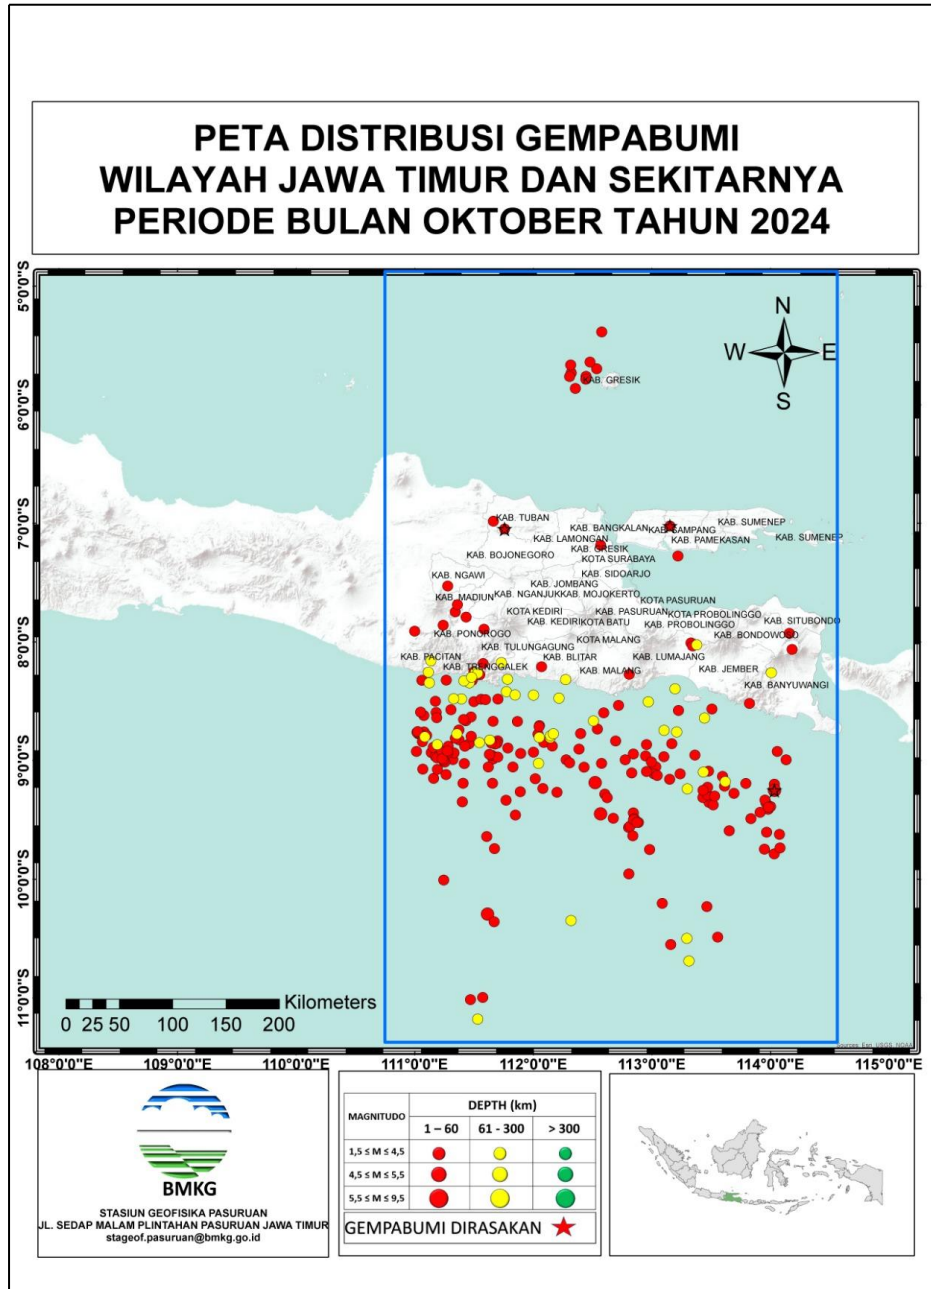 PETA DISTRIBUSI GEMPABUMI
WILAYAH JAWA TIMUR DAN SEKITARNYA
PERIODE BULAN OKTOBER TAHUN 2024
5°0'0"S
6°0'0"S
7°0'0"S
8°0'0"S
9°0'0"S
10°0'0"S
11°0'0"S
N
W E
S
KAB. GRESIK
KAB. TUBAN
KAB. BANGKALAN
KAB. SAMPANG
KAB. SUMENEP
KAB. LAMONGAN
KAB. PAMEKASAN
KAB. SUMENEP
KAB. GRESIK
KAB. BOJONEGORO
KOTA SURABAYA
KAB. NGAWI
KAB. SIDOARJO
KAB. JOMBANG
KAB. MADIUN
KAB. NGANJUK
KAB. MOJOKERTO
KOTA PASURUAN
KOTA KEDIRI
KAB. PASURUAN
KOTA PROBOLINGGO
KAB. KEDIRI
KOTA BATU
KAB. PROBOLINGGO
KAB. SITUBONDO
KAB. PONOROGO
KOTA MALANG
KAB. BONDOWOSO
KAB. TULUNGAGUNG
KAB. PACITAN
KAB. BLITAR
KAB. LUMAJANG
KAB. TRENGGALEK
KAB. MALANG
KAB. JEMBER
KAB. BANYUWANGI
Kilometers
0 25 50 100 150 200
Sources: Esri, USGS, NOAA
108°0'0"E 109°0'0"E 110°0'0"E 111°0'0"E 112°0'0"E 113°0'0"E 114°0'0"E 115°0'0"E
BMKG
STASIUN GEOFISIKA PASURUAN
JL. SEDAP MALAM PLINTAHAN PASURUAN JAWA TIMUR
stageof.pasuruan@bmkg.go.id
MAGNITUDO
DEPTH (km)
1 – 60 61 - 300 > 300
1,5 ≤ M ≤ 4,5
4,5 ≤ M ≤ 5,5
5,5 ≤ M ≤ 9,5
GEMPABUMI DIRASAKAN